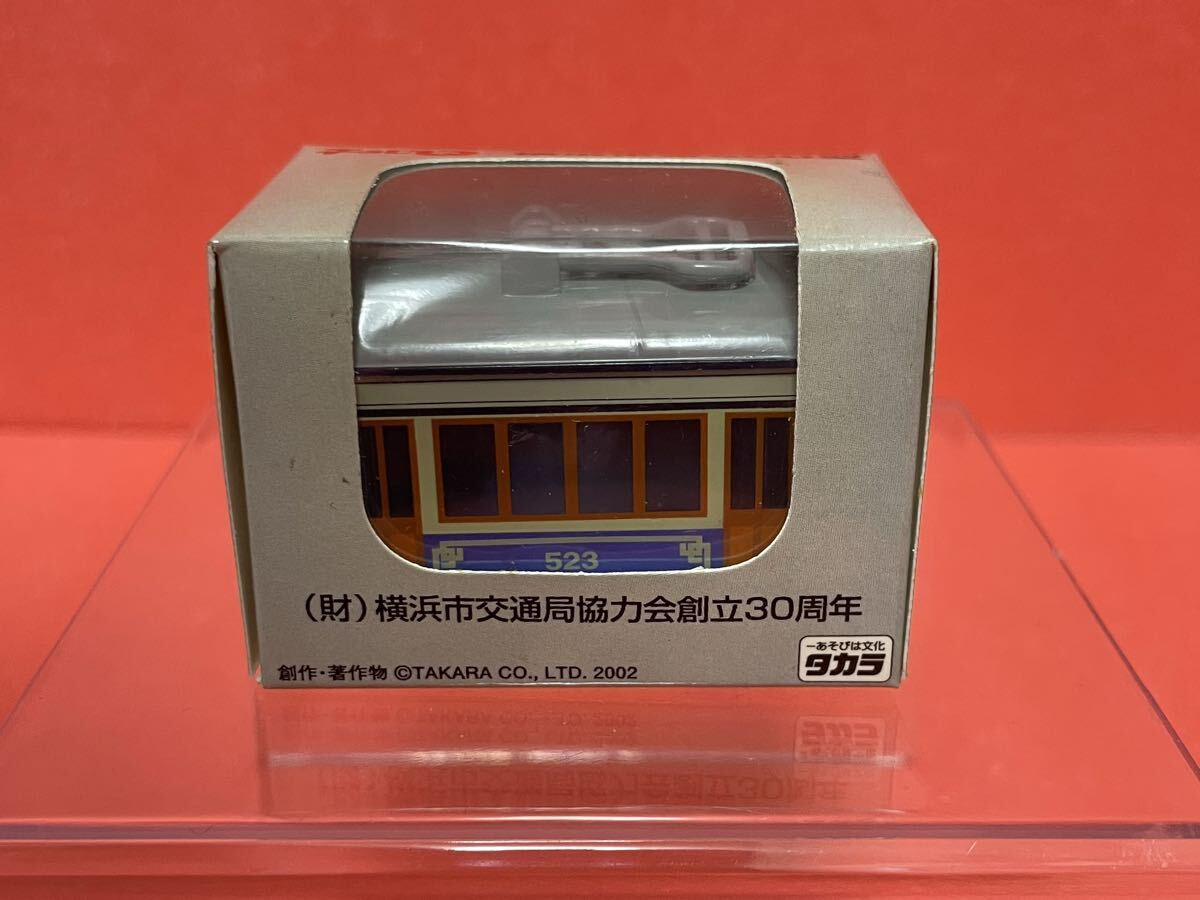 523
（財）横浜市交通局協力会創立30周年
創作・著作物 ©TAKARA CO., LTD. 2002
ーあそびは文化
タカラ